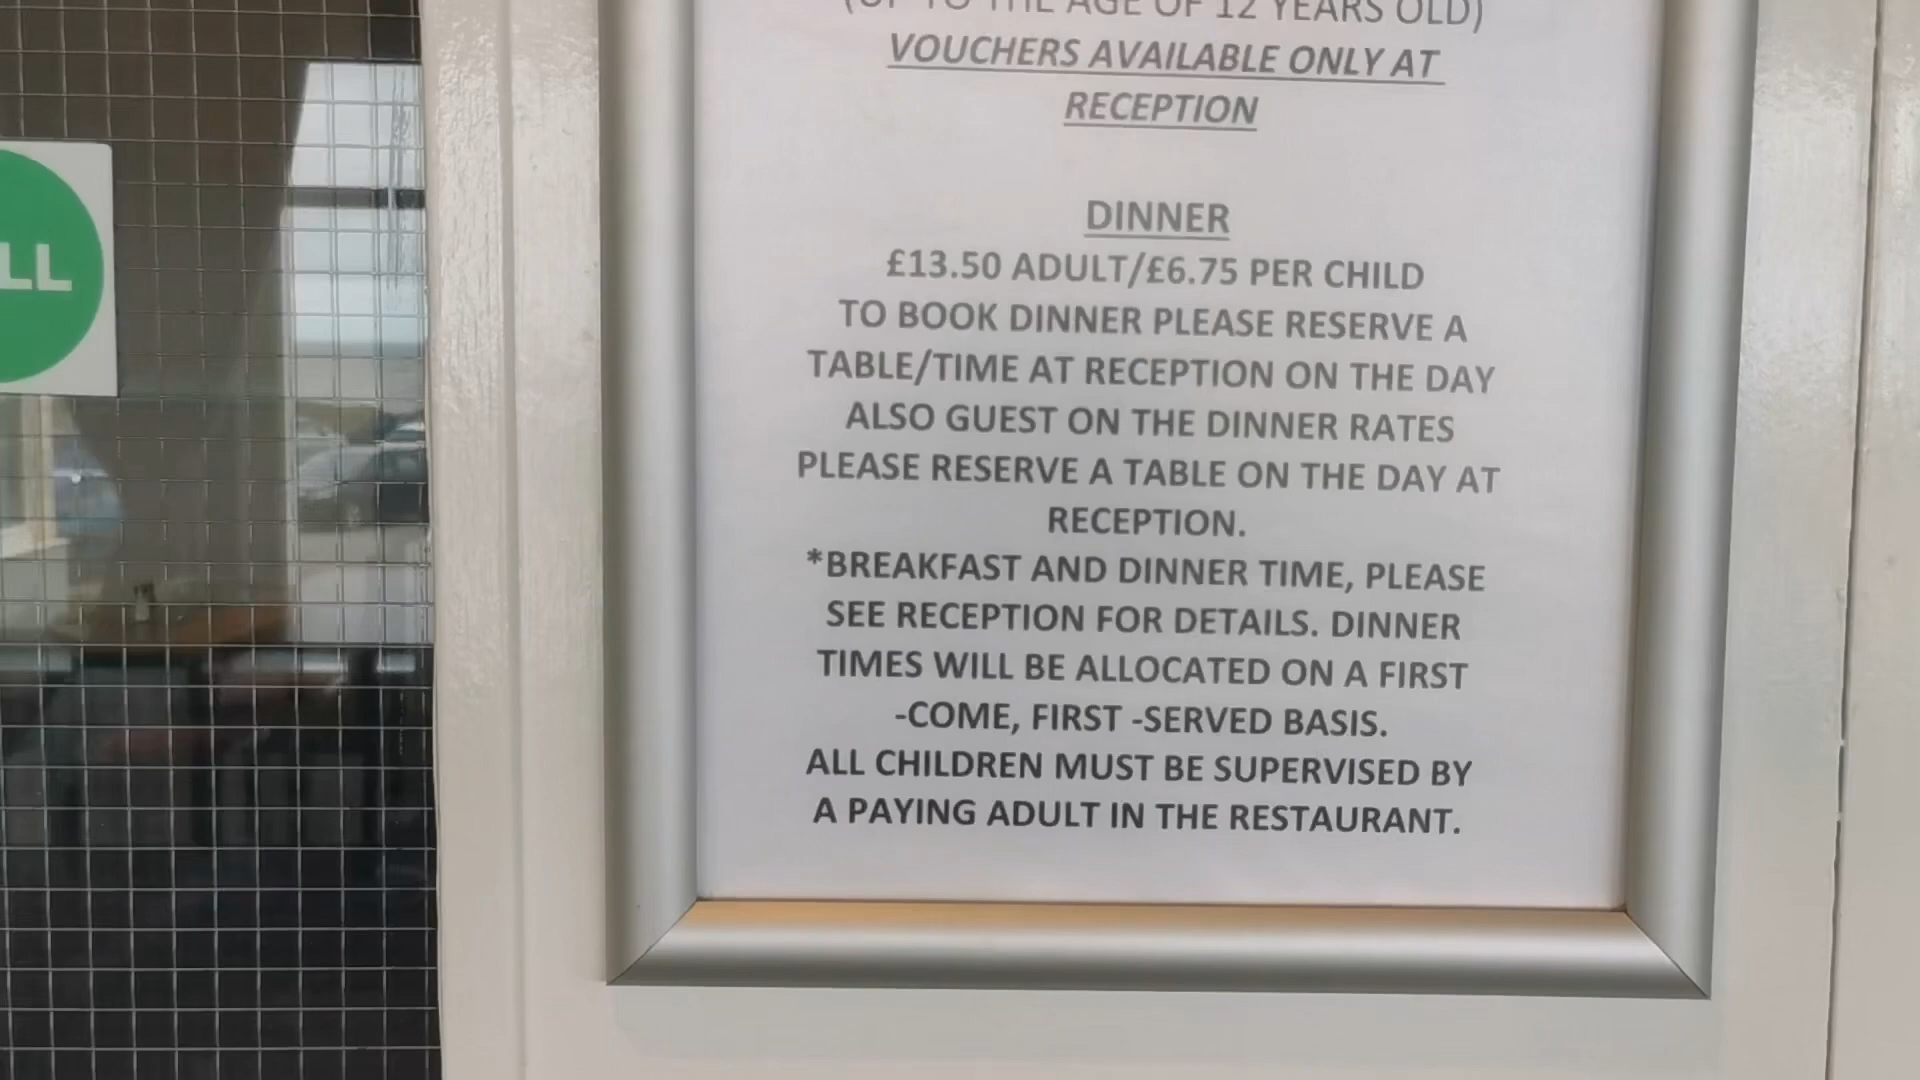 (UP TO THE AGE OF 12 YEARS OLD)
VOUCHERS AVAILABLE ONLY AT
RECEPTION
DINNER
£13.50 ADULT/£6.75 PER CHILD
TO BOOK DINNER PLEASE RESERVE A
TABLE/TIME AT RECEPTION ON THE DAY
ALSO GUEST ON THE DINNER RATES
PLEASE RESERVE A TABLE ON THE DAY AT
RECEPTION.
*BREAKFAST AND DINNER TIME, PLEASE
SEE RECEPTION FOR DETAILS. DINNER
TIMES WILL BE ALLOCATED ON A FIRST
-COME, FIRST -SERVED BASIS.
ALL CHILDREN MUST BE SUPERVISED BY
A PAYING ADULT IN THE RESTAURANT.
LL